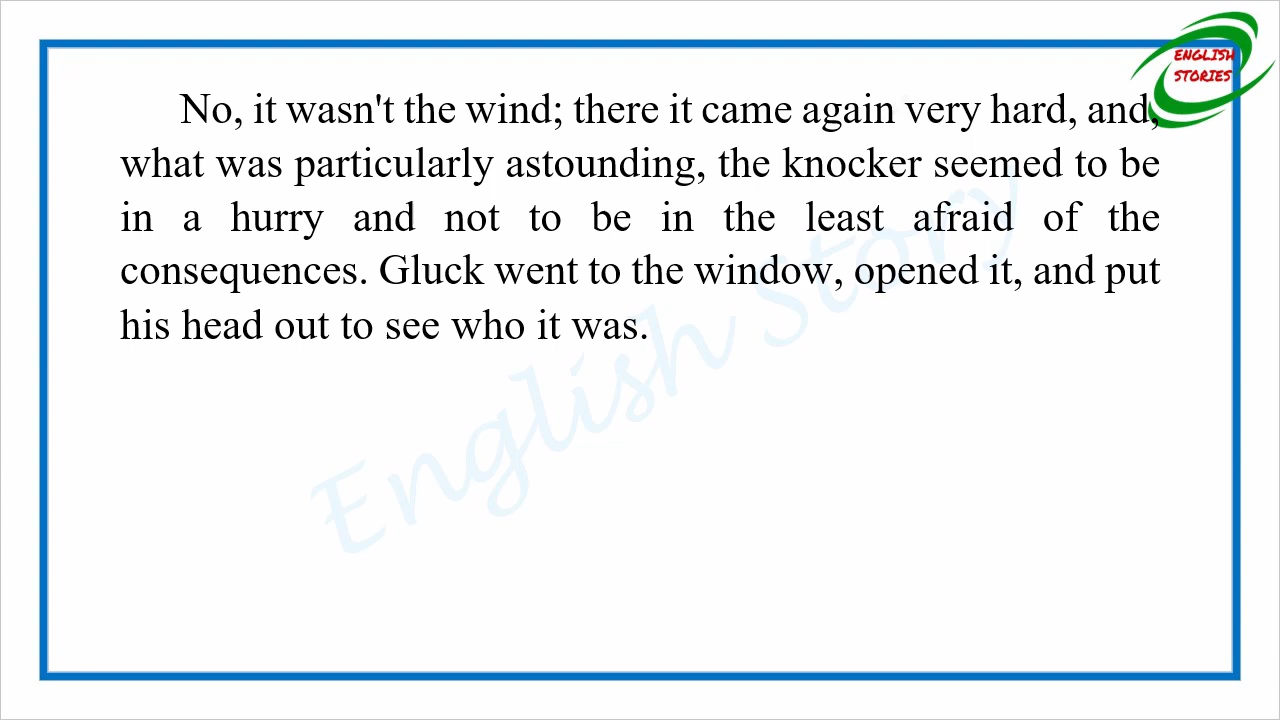 ENGLISH
STORIES
No, it wasn't the wind; there it came again very hard, and,
what was particularly astounding, the knocker seemed to be
in a hurry and not to be in the least afraid of the
consequences. Gluck went to the window, opened it, and put
his head out to see who it was.
English Story